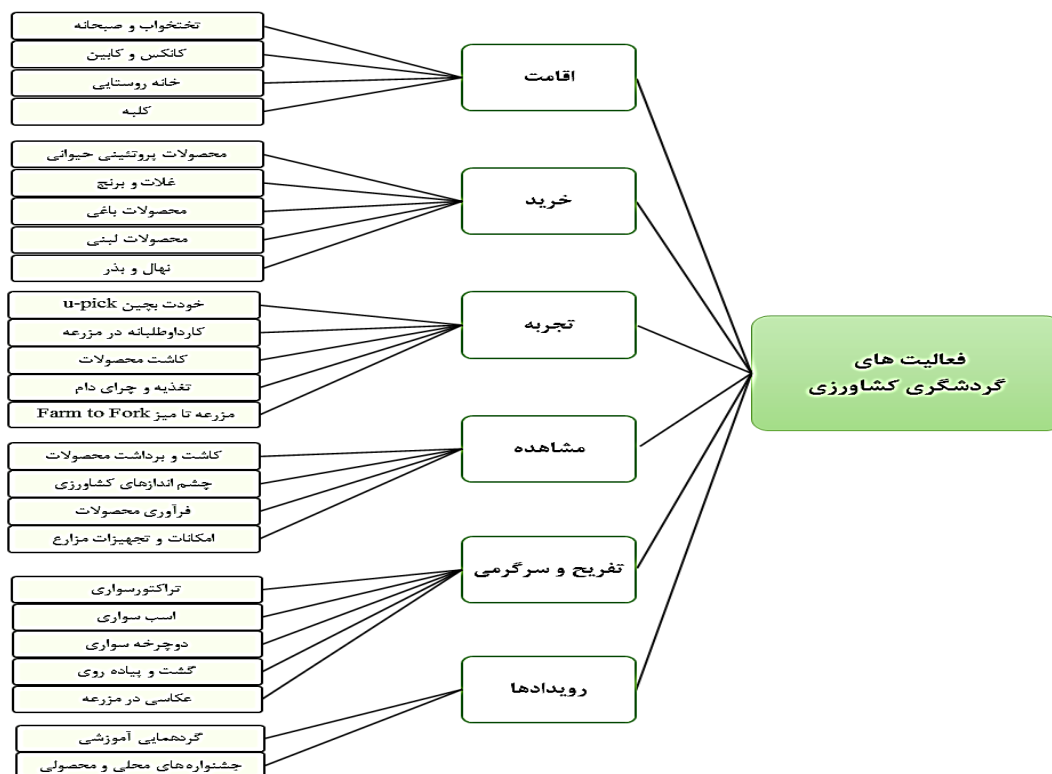 فعالیت های
گردشگری کشاورزی
اقامت
تختخواب و صبحانه
کانکس و کابین
خانه روستایی
کلبه
خرید
محصولات پروتئینی حیوانی
غلات و برنج
محصولات باغی
محصولات لبنی
نهال و بذر
تجربه
خودت بچین u-pick
کارداوطلبانه در مزرعه
کاشت محصولات
تغذیه و چرای دام
مزرعه تا میز Farm to Fork
مشاهده
کاشت و برداشت محصولات
چشم اندازهای کشاورزی
فرآوری محصولات
امکانات و تجهیزات مزارع
تفریح و سرگرمی
تراکتورسواری
اسب سواری
دوچرخه سواری
گشت و پیاده روی
عکاسی در مزرعه
رویدادها
گردهمایی آموزشی
جشنواره‌های محلی و محصولی